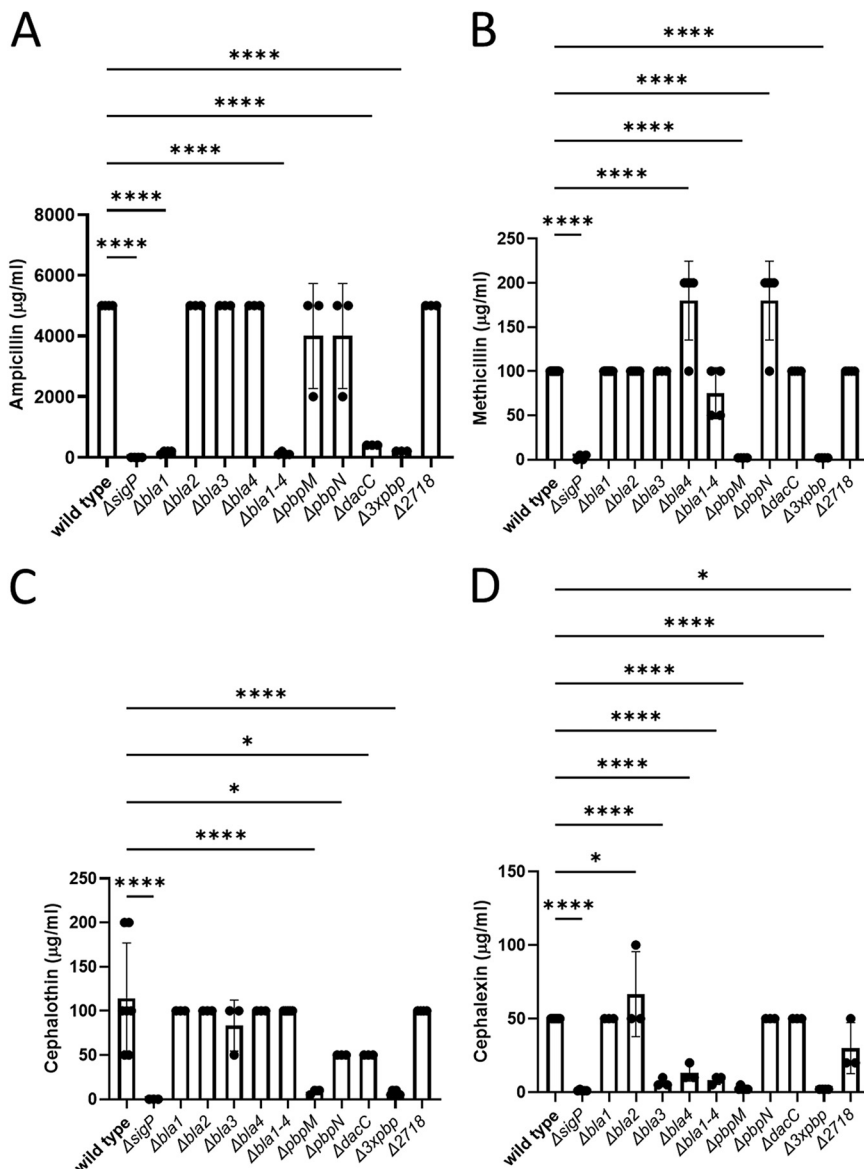 A
****
****
****
****
****
Ampicillin (µg/ml)
8000
6000
4000
2000
0
wild type
ΔsigP
Δbla1
Δbla2
Δbla3
Δbla4
Δbla1-4
ΔpbpM
ΔpbpN
ΔdacC
Δ3xpbp
Δ2718
B
****
****
****
****
****
Methicillin (µg/ml)
250
200
150
100
50
0
wild type
ΔsigP
Δbla1
Δbla2
Δbla3
Δbla4
Δbla1-4
ΔpbpM
ΔpbpN
ΔdacC
Δ3xpbp
Δ2718
C
****
*
*
****
****
Cephalothin (µg/ml)
250
200
150
100
50
0
wild type
ΔsigP
Δbla1
Δbla2
Δbla3
Δbla4
Δbla1-4
ΔpbpM
ΔpbpN
ΔdacC
Δ3xpbp
Δ2718
D
*
****
****
****
****
****
*
****
Cephalexin (µg/ml)
150
100
50
0
wild type
ΔsigP
Δbla1
Δbla2
Δbla3
Δbla4
Δbla1-4
ΔpbpM
ΔpbpN
ΔdacC
Δ3xpbp
Δ2718